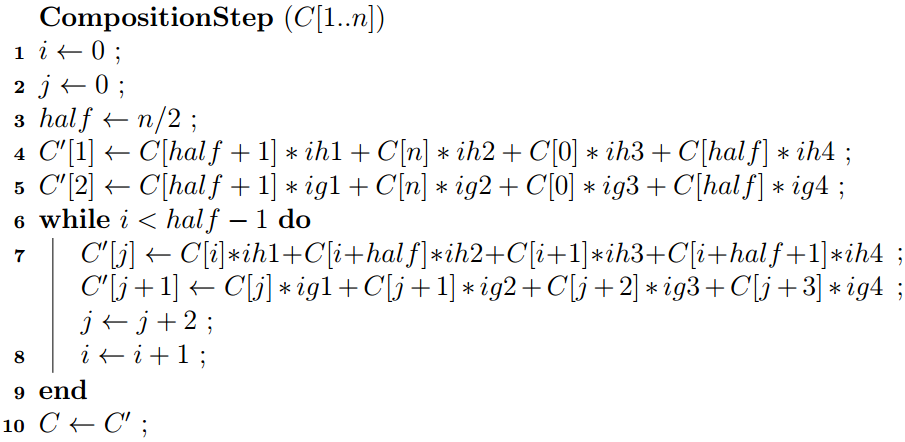 CompositionStep (C[1..n])
1 i ← 0 ;
2 j ← 0 ;
3 half ← n/2 ;
4 C′[1] ← C[half + 1] ∗ ih1 + C[n] ∗ ih2 + C[0] ∗ ih3 + C[half] ∗ ih4 ;
5 C′[2] ← C[half + 1] ∗ ig1 + C[n] ∗ ig2 + C[0] ∗ ig3 + C[half] ∗ ig4 ;
6 while i < half − 1 do
7 C′[j] ← C[i]∗ih1+C[i+half]∗ih2+C[i+1]∗ih3+C[i+half+1]∗ih4 ;
C′[j + 1] ← C[j] ∗ ig1 + C[j + 1] ∗ ig2 + C[j + 2] ∗ ig3 + C[j + 3] ∗ ig4 ;
j ← j + 2 ;
8 i ← i + 1 ;
9 end
10 C ← C′ ;